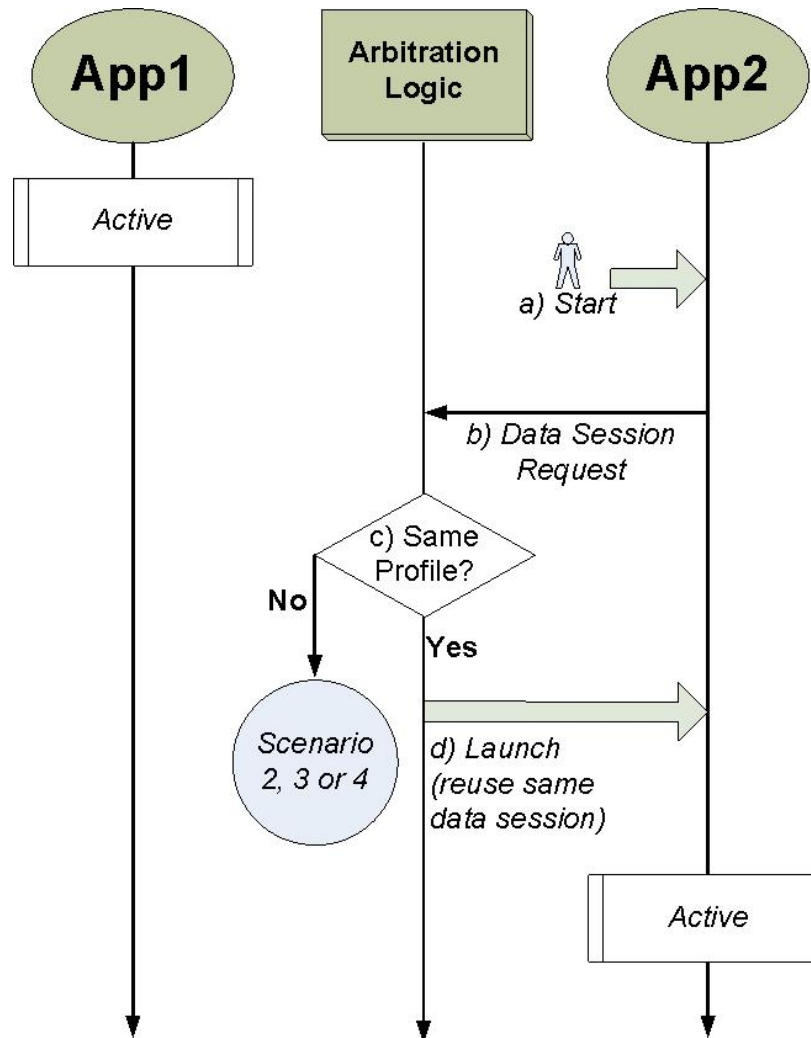 App1
Arbitration
Logic
App2
Active
a) Start
b) Data Session
Request
c) Same
Profile?
No
Yes
Scenario
2, 3 or 4
d) Launch
(reuse same
data session)
Active